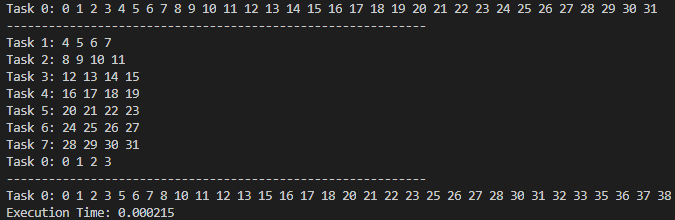 Task 0: 0 1 2 3 4 5 6 7 8 9 10 11 12 13 14 15 16 17 18 19 20 21 22 23 24 25 26 27 28 29 30 31
------------------------------------------------------------
Task 1: 4 5 6 7
Task 2: 8 9 10 11
Task 3: 12 13 14 15
Task 4: 16 17 18 19
Task 5: 20 21 22 23
Task 6: 24 25 26 27
Task 7: 28 29 30 31
Task 0: 0 1 2 3
------------------------------------------------------------
Task 0: 0 1 2 3 5 6 7 8 10 11 12 13 15 16 17 18 20 21 22 23 25 26 27 28 30 31 32 33 35 36 37 38
Execution Time: 0.000215